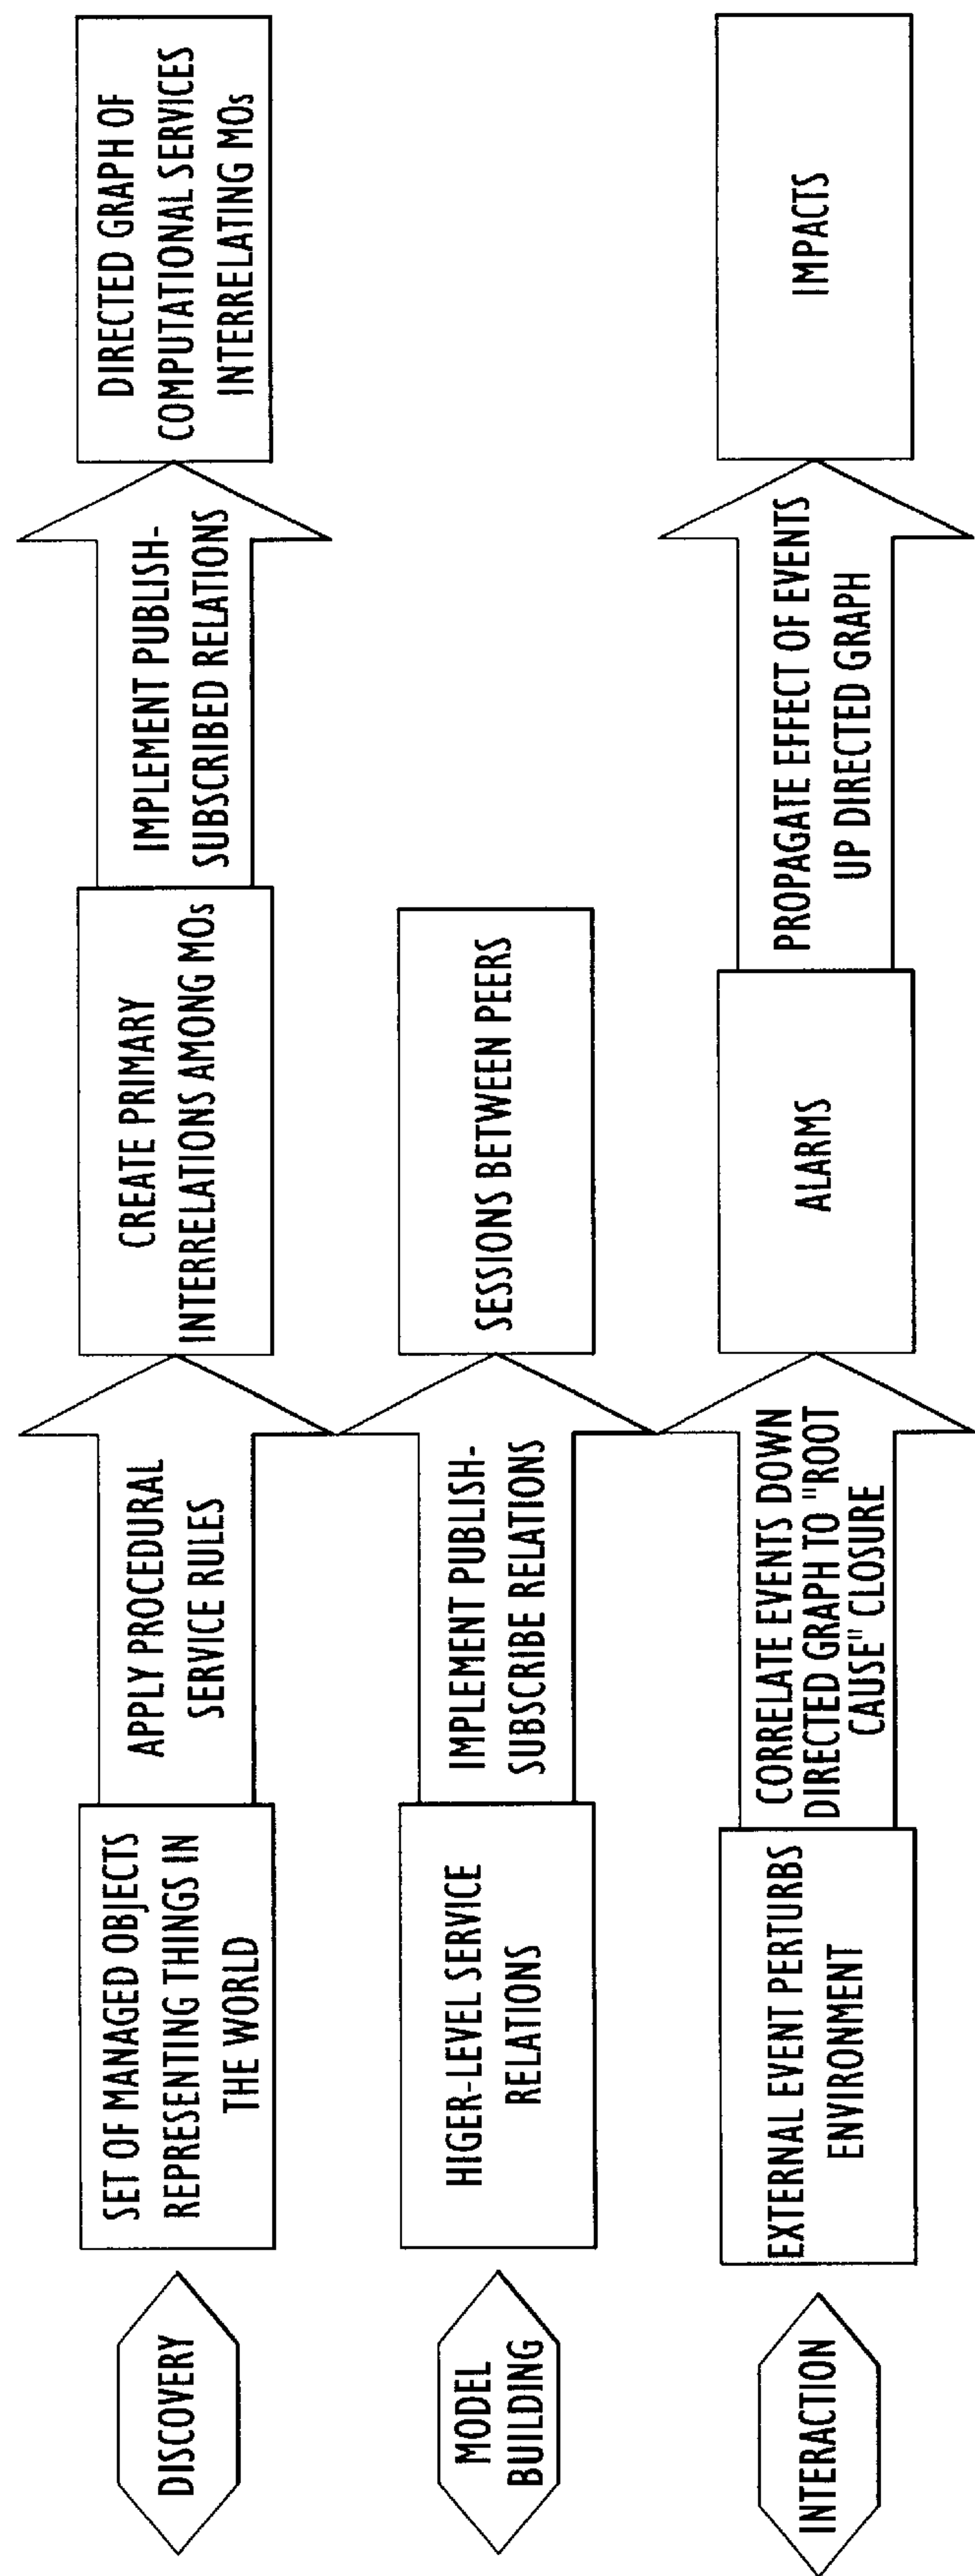 DISCOVERY
SET OF MANAGED OBJECTS
REPRESENTING THINGS IN
THE WORLD
APPLY PROCEDURAL
SERVICE RULES
CREATE PRIMARY
INTERRELATIONS AMONG MOs
IMPLEMENT PUBLISH-
SUBSCRIBED RELATIONS
DIRECTED GRAPH OF
COMPUTATIONAL SERVICES
INTERRELATING MOs
MODEL
BUILDING
HIGER-LEVEL SERVICE
RELATIONS
IMPLEMENT PUBLISH-
SUBSCRIBE RELATIONS
SESSIONS BETWEEN PEERS
INTERACTION
EXTERNAL EVENT PERTURBS
ENVIRONMENT
CORRELATE EVENTS DOWN
DIRECTED GRAPH TO "ROOT
CAUSE" CLOSURE
ALARMS
PROPAGATE EFFECT OF EVENTS
UP DIRECTED GRAPH
IMPACTS